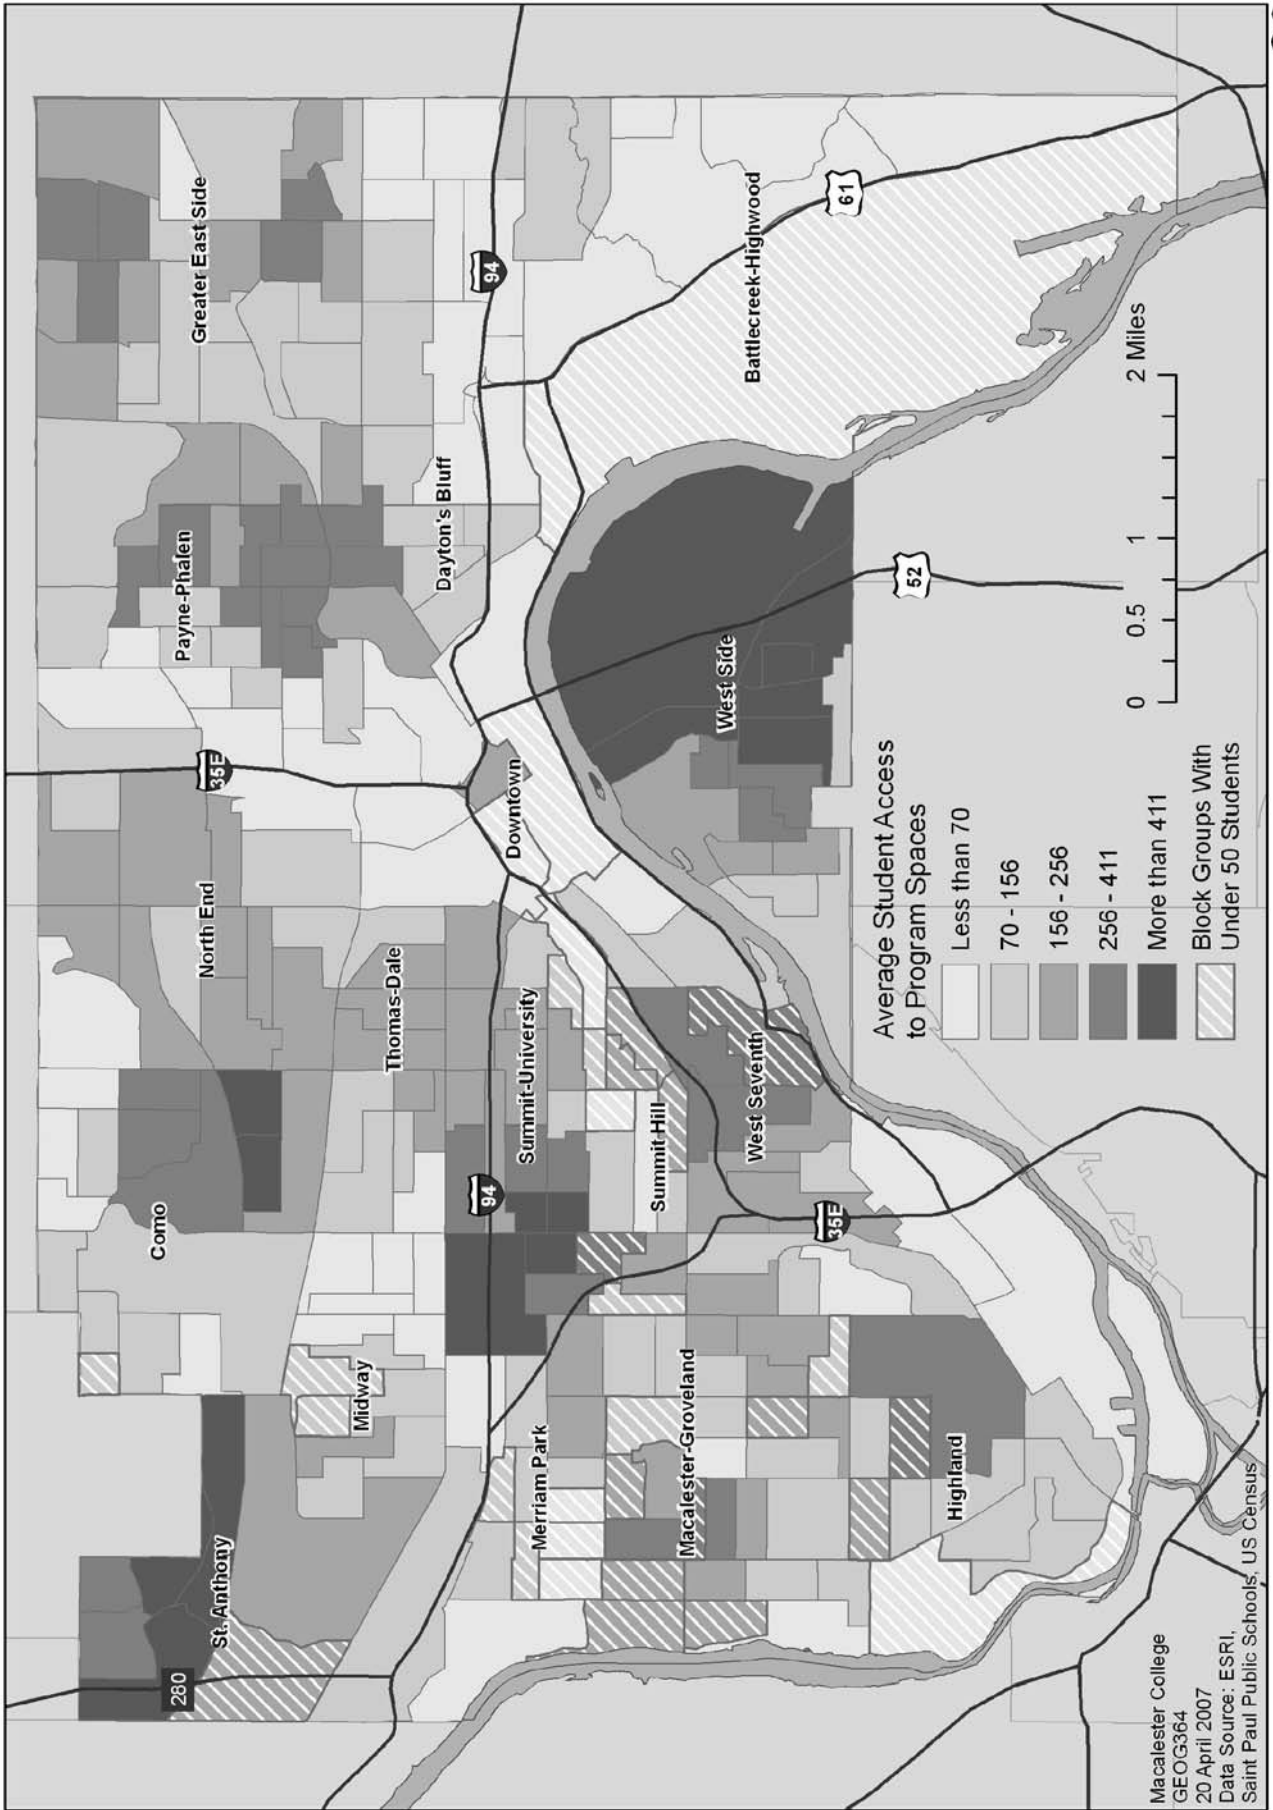 Greater East Side
Payne-Phalen
35E
North End
Como
St. Anthony
280
Thomas-Dale
Midway
Dayton's Bluff
94
94
Downtown
Summit-University
Merriam Park
Summit Hill
West Seventh
Macalester-Groveland
35E
Highland
West Side
Battlecreek-Highwood
61
52
0 0.5 1 2 Miles
Average Student Access
to Program Spaces
Less than 70
70 - 156
156 - 256
256 - 411
More than 411
Block Groups With
Under 50 Students
Macalester College
GEOG364
20 April 2007
Data Source: ESRI,
Saint Paul Public Schools, US Census